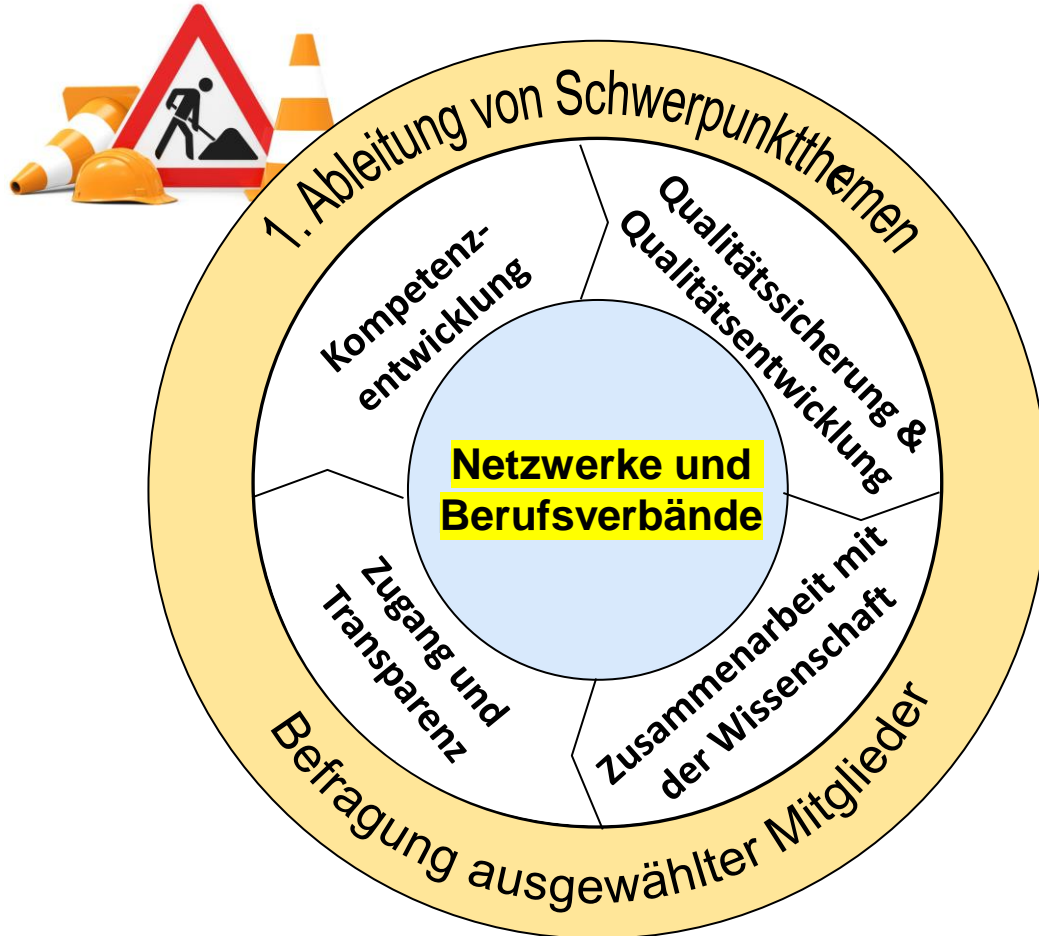 1. Ableitung von Schwerpunktthemen
Kompetenz-
entwicklung
Qualitätssicherung &
Qualitätsentwicklung
Netzwerke und
Berufsverbände
Zugang und
Transparenz
Zusammenarbeit mit
der Wissenschaft
Befragung ausgewählter Mitglieder